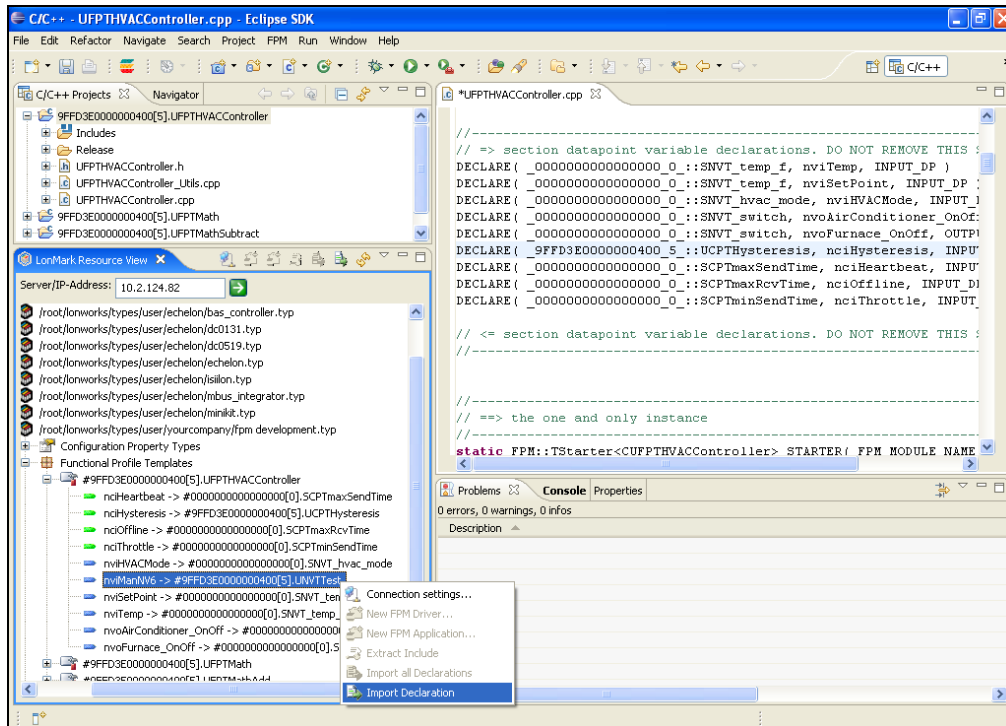 C/C++ - UFPTHVACController.cpp - Eclipse SDK
File Edit Refactor Navigate Search Project FPM Run Window Help
C/C++
C/C++ Projects Navigator
9FFD3E0000000400[5].UFPTHVACController
Includes
Release
UFPTHVACController.h
UFPTHVACController_Utils.cpp
UFPTHVACController.cpp
9FFD3E0000000400[5].UFPTMath
9FFD3E0000000400[5].UFPTMathSubtract
LonMark Resource View
Server/IP-Address: 10.2.124.82
/root/lonworks/types/user/echelon/bas_controller.typ
/root/lonworks/types/user/echelon/dc0131.typ
/root/lonworks/types/user/echelon/dc0519.typ
/root/lonworks/types/user/echelon/echelon.typ
/root/lonworks/types/user/echelon/isiilon.typ
/root/lonworks/types/user/echelon/mbus_integrator.typ
/root/lonworks/types/user/echelon/minikit.typ
/root/lonworks/types/user/yourcompany/fpm development.typ
Configuration Property Types
Functional Profile Templates
#9FFD3E0000000400[5].UFPTHVACController
nciHeartbeat -> #0000000000000000[0].SCPTmaxSendTime
nciHysteresis -> #9FFD3E0000000400[5].UCPTHysteresis
nciOffline -> #0000000000000000[0].SCPTmaxRcvTime
nciThrottle -> #0000000000000000[0].SCPTminSendTime
nviHVACMode -> #0000000000000000[0].SNVT_hvac_mode
nviManNV6 -> #9FFD3E0000000400[5].UNVTTest
nviSetPoint -> #0000000000000000[0].SNVT_tem
nviTemp -> #0000000000000000[0].SNVT_temp_
nvoAirConditioner_OnOff -> #000000000000000
nvoFurnace_OnOff -> #0000000000000000[0].S
#9FFD3E0000000400[5].UFPTMath
#9FFD3E0000000400[5].UFPTMathAdd
Connection settings...
New FPM Driver...
New FPM Application...
Extract Include
Import all Declarations
Import Declaration
*UFPTHVACController.cpp
//------------------------------------------------------------
// => section datapoint variable declarations. DO NOT REMOVE THIS S
DECLARE( _0000000000000000_0_::SNVT_temp_f, nviTemp, INPUT_DP )
DECLARE( _0000000000000000_0_::SNVT_temp_f, nviSetPoint, INPUT_DP )
DECLARE( _0000000000000000_0_::SNVT_hvac_mode, nviHVACMode, INPUT_D
DECLARE( _0000000000000000_0_::SNVT_switch, nvoAirConditioner_OnOff
DECLARE( _0000000000000000_0_::SNVT_switch, nvoFurnace_OnOff, OUTPU
DECLARE( _9FFD3E0000000400_5_::UCPTHysteresis, nciHysteresis, INPUT
DECLARE( _0000000000000000_0_::SCPTmaxSendTime, nciHeartbeat, INPUT
DECLARE( _0000000000000000_0_::SCPTmaxRcvTime, nciOffline, INPUT_DP
DECLARE( _0000000000000000_0_::SCPTminSendTime, nciThrottle, INPUT_
// <= section datapoint variable declarations. DO NOT REMOVE THIS S
//------------------------------------------------------------
//------------------------------------------------------------
// ==> the one and only instance
//------------------------------------------------------------
static FPM::TStarter<CUFPTHVACController> STARTER( FPM_MODULE_NAME
Problems Console Properties
0 errors, 0 warnings, 0 infos
Description